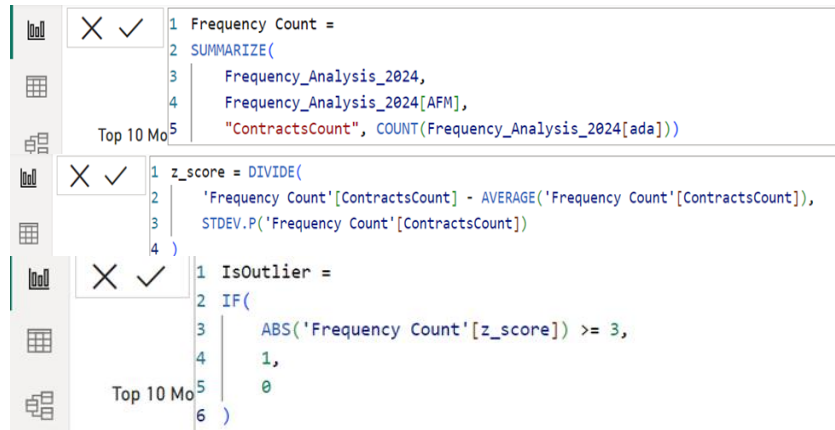 1 Frequency Count =
2 SUMMARIZE(
3 Frequency_Analysis_2024,
4 Frequency_Analysis_2024[AFM],
Top 10 Mo
5 "ContractsCount", COUNT(Frequency_Analysis_2024[ada]))
1 z_score = DIVIDE(
2 'Frequency Count'[ContractsCount] - AVERAGE('Frequency Count'[ContractsCount]),
3 STDEV.P('Frequency Count'[ContractsCount])
4 )
1 IsOutlier =
2 IF(
3 ABS('Frequency Count'[z_score]) >= 3,
4 1,
Top 10 Mo
5 0
6 )